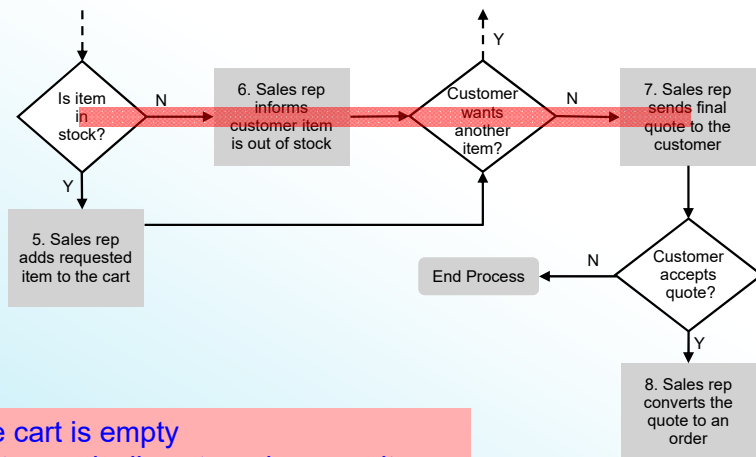 Y
Is item
in
stock?
N
6. Sales rep
informs
customer item
is out of stock
Customer
wants
another
item?
N
7. Sales rep
sends final
quote to the
customer
Y
5. Sales rep
adds requested
item to the cart
End Process
N
Customer
accepts
quote?
Y
8. Sales rep
converts the
quote to an
order
cart is empty